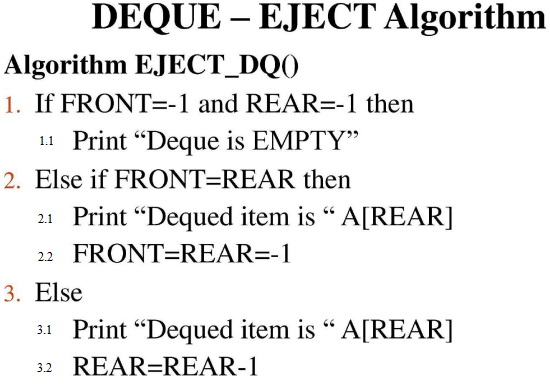 DEQUE – EJECT Algorithm
Algorithm EJECT_DQ()
1. If FRONT=-1 and REAR=-1 then
1.1 Print “Deque is EMPTY”
2. Else if FRONT=REAR then
2.1 Print “Dequed item is “ A[REAR]
2.2 FRONT=REAR=-1
3. Else
3.1 Print “Dequed item is “ A[REAR]
3.2 REAR=REAR-1